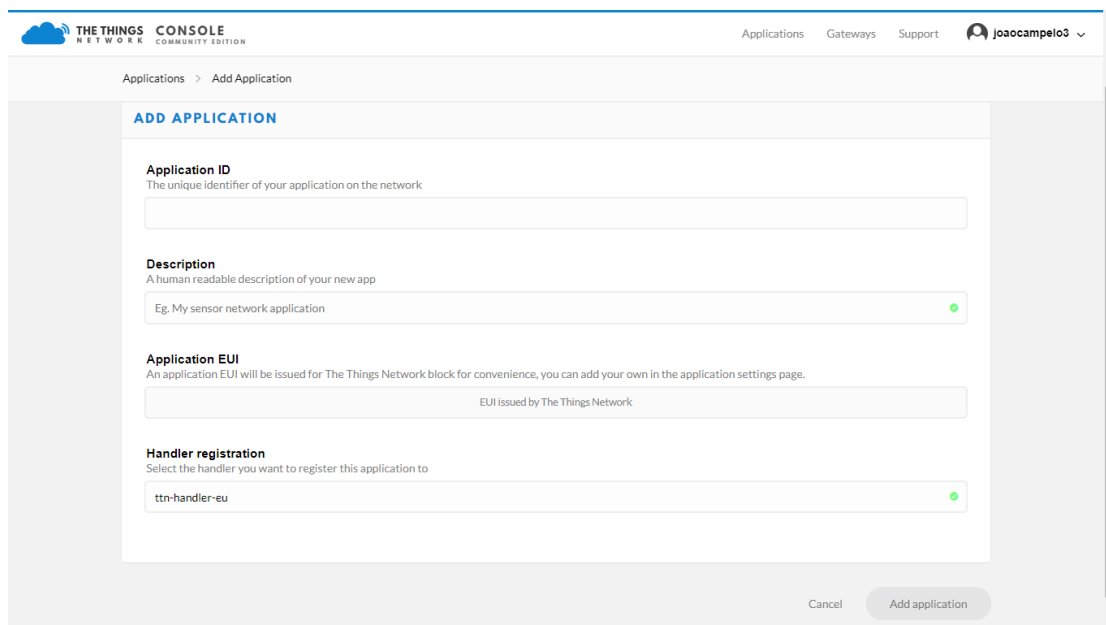 THE THINGS NETWORK CONSOLE COMMUNITY EDITION
Applications Gateways Support joaocampelo3
Applications > Add Application
ADD APPLICATION
Application ID
The unique identifier of your application on the network
Description
A human readable description of your new app
Eg. My sensor network application
Application EUI
An application EUI will be issued for The Things Network block for convenience, you can add your own in the application settings page.
EUI issued by The Things Network
Handler registration
Select the handler you want to register this application to
ttn-handler-eu
Cancel Add application